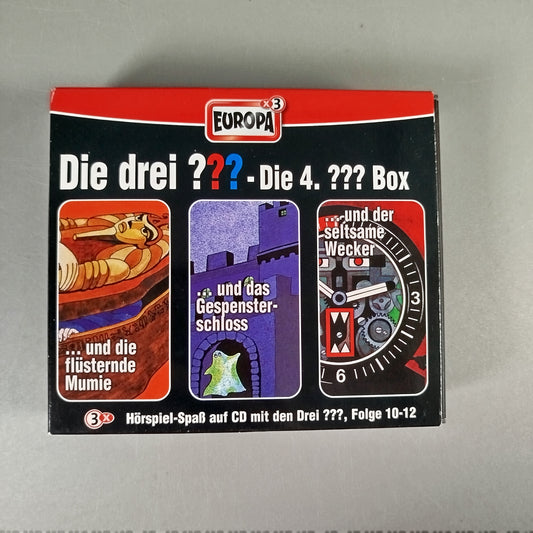 x3
EUROPA
Die drei ??? - Die 4. ??? Box
... und die
flüsternde
Mumie
... und das
Gespenster-
schloss
... und der
seltsame
Wecker
3
6
3x Hörspiel-Spaß auf CD mit den Drei ???, Folge 10-12